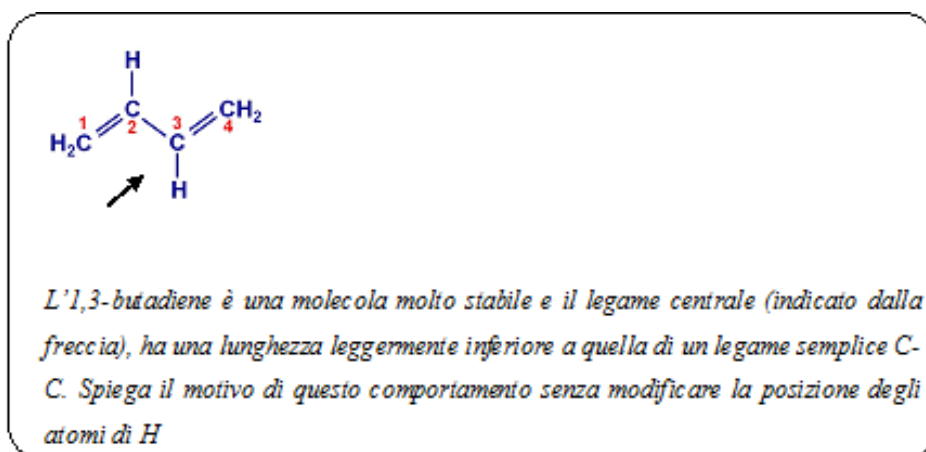 H
1 C 3 CH₂
H₂C 2 C 4
H
L'1,3-butadiene è una molecola molto stabile e il legame centrale (indicato dalla
freccia), ha una lunghezza leggermente inferiore a quella di un legame semplice C-
C. Spiega il motivo di questo comportamento senza modificare la posizione degli
atomi di H